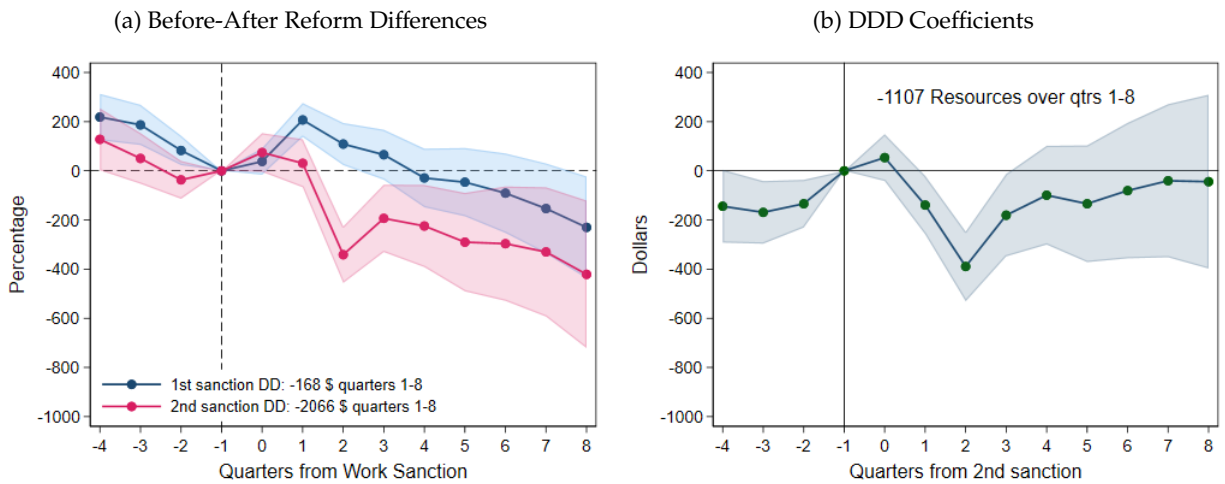 (a) Before-After Reform Differences
400
200
0
-200
-400
-600
-800
-1000
Percentage
1st sanction DD: -168 $ quarters 1-8
2nd sanction DD: -2066 $ quarters 1-8
-4 -3 -2 -1 0 1 2 3 4 5 6 7 8
Quarters from Work Sanction
(b) DDD Coefficients
400
200
0
-200
-400
-600
-800
-1000
Dollars
-1107 Resources over qtrs 1-8
-4 -3 -2 -1 0 1 2 3 4 5 6 7 8
Quarters from 2nd sanction